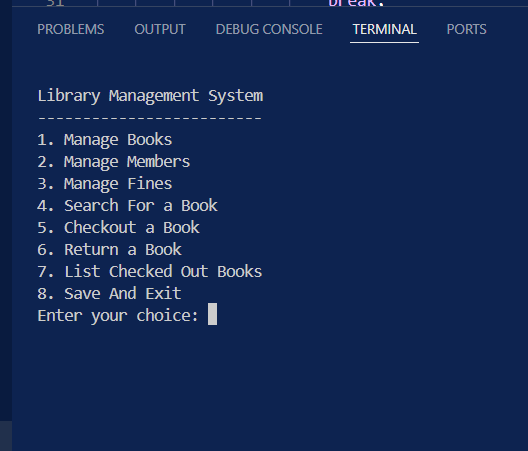 31 break;
PROBLEMS OUTPUT DEBUG CONSOLE TERMINAL PORTS
Library Management System
-------------------------
1. Manage Books
2. Manage Members
3. Manage Fines
4. Search For a Book
5. Checkout a Book
6. Return a Book
7. List Checked Out Books
8. Save And Exit
Enter your choice: